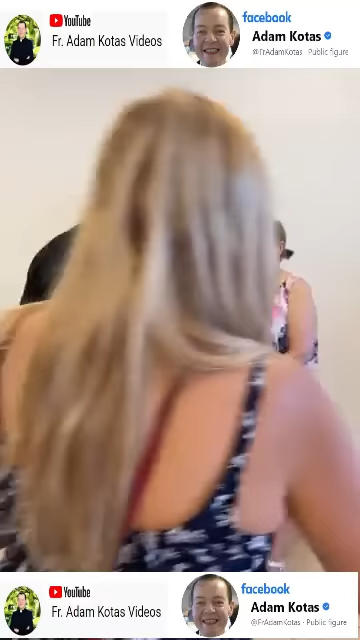 YouTube
Fr. Adam Kotas Videos
facebook
Adam Kotas
@FrAdamKotas · Public figure
YouTube
Fr. Adam Kotas Videos
facebook
Adam Kotas
@FrAdamKotas · Public figure